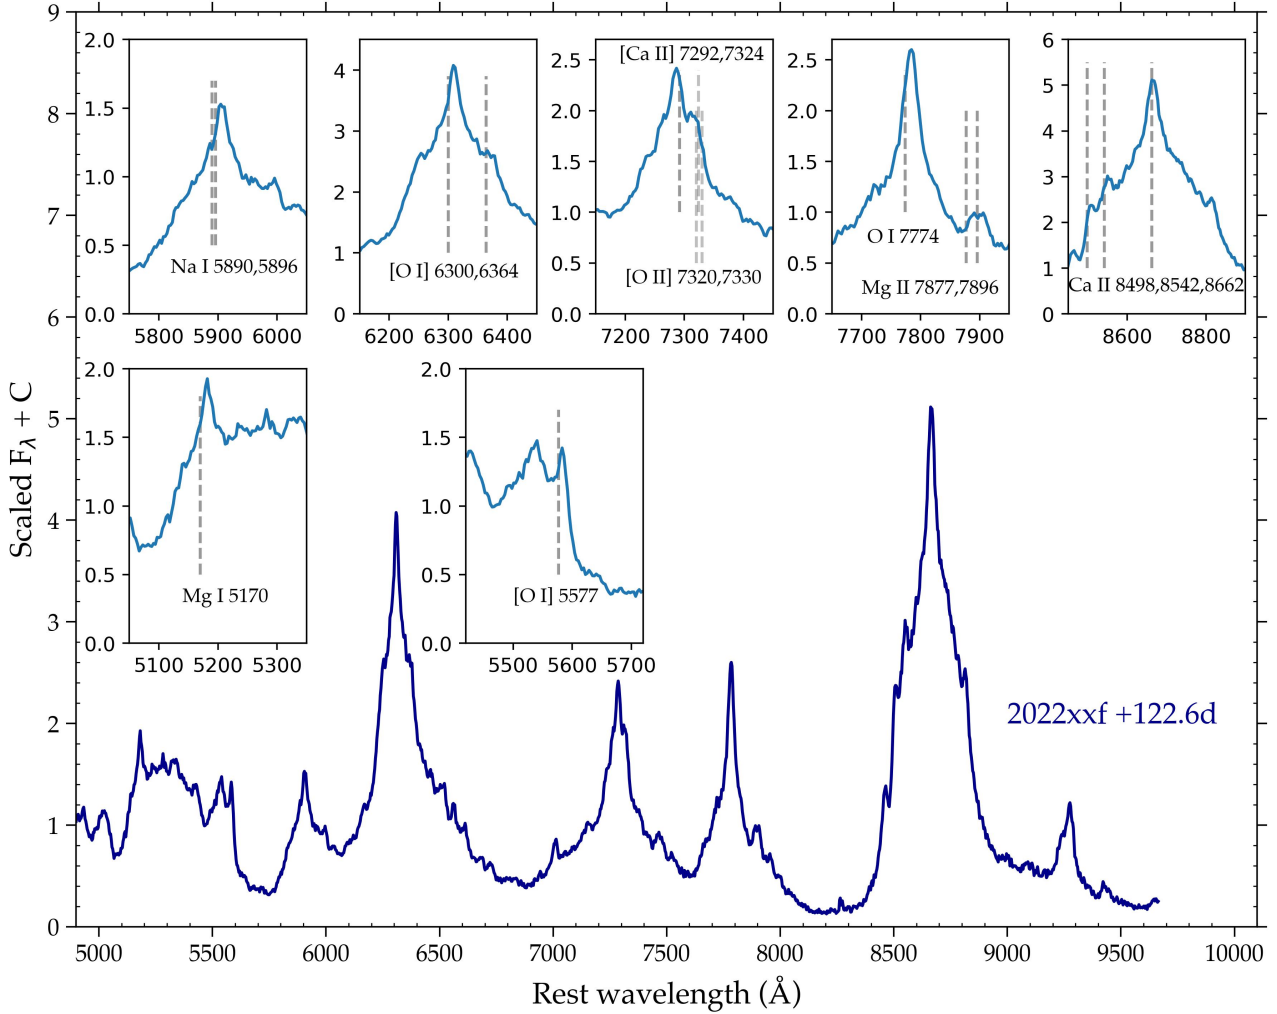 9
8
7
6
5
4
3
2
1
0
Scaled Fλ + C
2.0
1.5
1.0
0.5
0.0
Na I 5890,5896
5800 5900 6000
4
3
2
1
0
[O I] 6300,6364
6200 6300 6400
2.5
2.0
1.5
1.0
0.5
0.0
[Ca II] 7292,7324
[O II] 7320,7330
7200 7300 7400
2.5
2.0
1.5
1.0
0.5
0.0
O I 7774
Mg II 7877,7896
7700 7800 7900
6
5
4
3
2
1
0
Ca II 8498,8542,8662
8600 8800
2.0
1.5
1.0
0.5
0.0
Mg I 5170
5100 5200 5300
2.0
1.5
1.0
0.5
0.0
[O I] 5577
5500 5600 5700
2022xxf +122.6d
5000 5500 6000 6500 7000 7500 8000 8500 9000 9500 10000
Rest wavelength (Å)